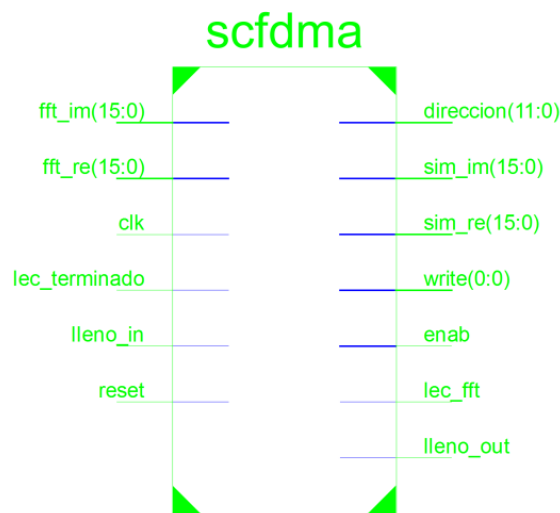 scfdma
fft_im(15:0)
fft_re(15:0)
clk
lec_terminado
lleno_in
reset
direccion(11:0)
sim_im(15:0)
sim_re(15:0)
write(0:0)
enab
lec_fft
lleno_out